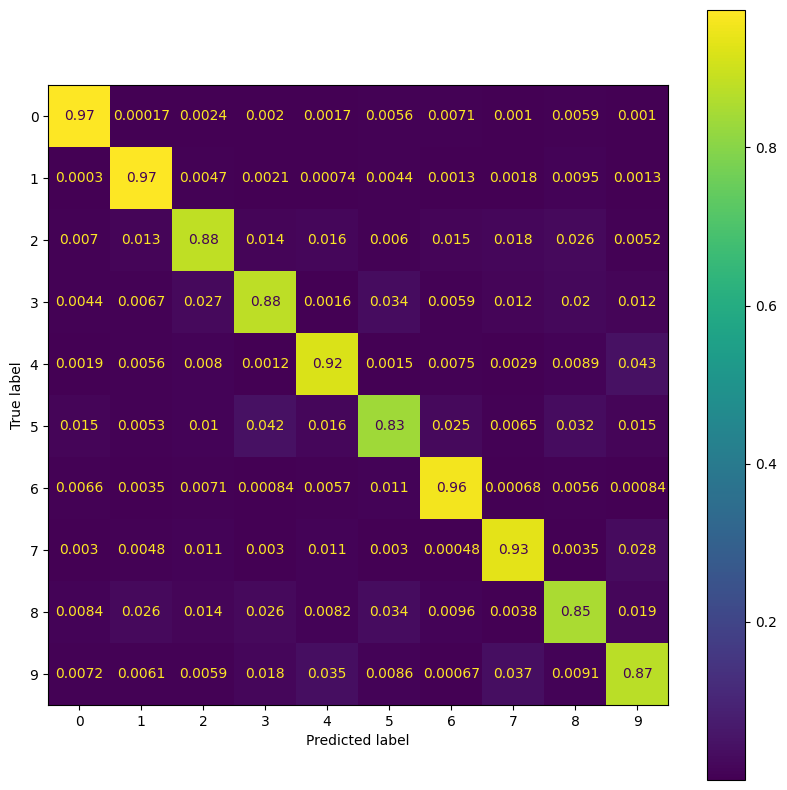 0 0.97 0.00017 0.0024 0.002 0.0017 0.0056 0.0071 0.001 0.0059 0.001
1 0.0003 0.97 0.0047 0.0021 0.00074 0.0044 0.0013 0.0018 0.0095 0.0013
2 0.007 0.013 0.88 0.014 0.016 0.006 0.015 0.018 0.026 0.0052
3 0.0044 0.0067 0.027 0.88 0.0016 0.034 0.0059 0.012 0.02 0.012
4 0.0019 0.0056 0.008 0.0012 0.92 0.0015 0.0075 0.0029 0.0089 0.043
5 0.015 0.0053 0.01 0.042 0.016 0.83 0.025 0.0065 0.032 0.015
6 0.0066 0.0035 0.0071 0.00084 0.0057 0.011 0.96 0.00068 0.0056 0.00084
7 0.003 0.0048 0.011 0.003 0.011 0.003 0.00048 0.93 0.0035 0.028
8 0.0084 0.026 0.014 0.026 0.0082 0.034 0.0096 0.0038 0.85 0.019
9 0.0072 0.0061 0.0059 0.018 0.035 0.0086 0.00067 0.037 0.0091 0.87
0 1 2 3 4 5 6 7 8 9
Predicted label
True label
0.8
0.6
0.4
0.2